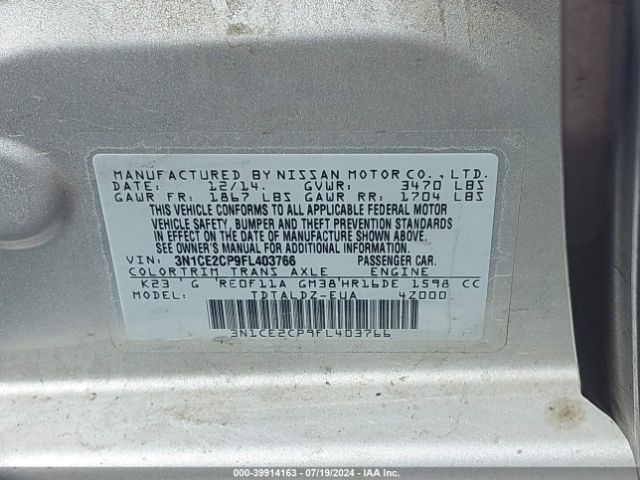 MANUFACTURED BY NISSAN MOTOR CO., LTD.
DATE: 12/14. GVWR: 3470 LBS
GAWR FR: 1867 LBS GAWR RR: 1704 LBS
THIS VEHICLE CONFORMS TO ALL APPLICABLE FEDERAL MOTOR
VEHICLE SAFETY, BUMPER AND THEFT PREVENTION STANDARDS
IN EFFECT ON THE DATE OF MANUFACTURE SHOWN ABOVE.
SEE OWNER'S MANUAL FOR ADDITIONAL INFORMATION.
VIN: 3N1CE2CP9FL403766 PASSENGER CAR.
COLOR TRIM TRANS AXLE ENGINE
K23 'G 'RE0F11A GM38'HR16DE 1598 CC
MODEL: TDTALDZ-EUA 4Z000
3N1CE2CP9FL403766
000-39914163 - 07/19/2024 - IAA Inc.